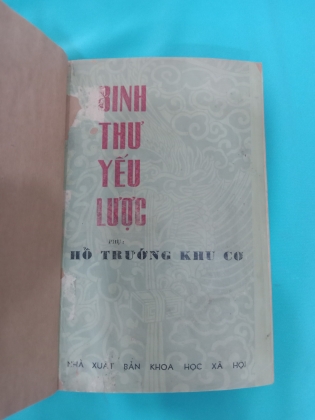 BINH
THƯ
YẾU
LƯỢC
PHỤ:
HỔ TRƯỚNG KHU CƠ
NHÀ XUẤT BẢN KHOA HỌC XÃ HỘI